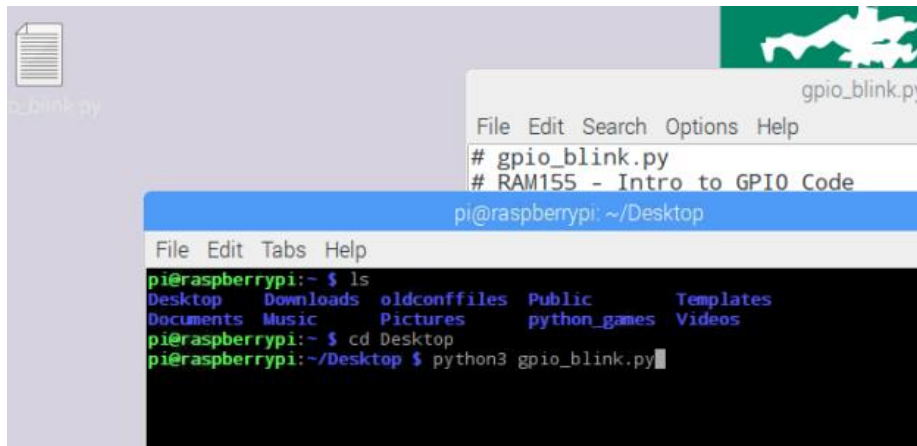 gpio_blink.py
File Edit Search Options Help
# gpio_blink.py
# RAM155 - Intro to GPIO Code
pi@raspberrypi: ~/Desktop
File Edit Tabs Help
pi@raspberrypi:~ $ ls
Desktop Downloads oldconffiles Public Templates
Documents Music Pictures python_games Videos
pi@raspberrypi:~ $ cd Desktop
pi@raspberrypi:~/Desktop $ python3 gpio_blink.py